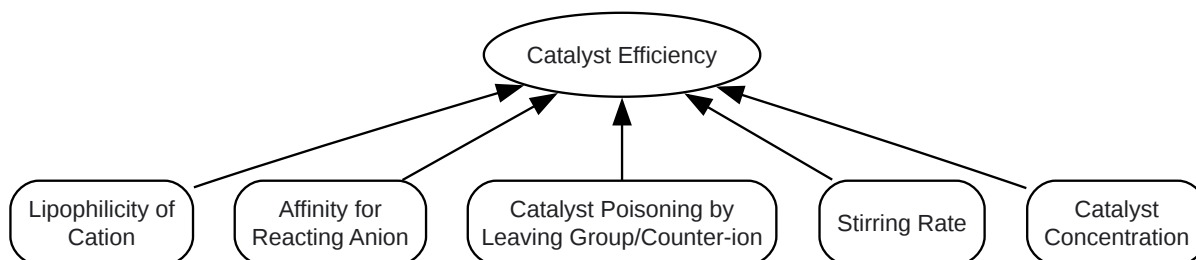 Catalyst Efficiency
Lipophilicity of
Cation
Affinity for
Reacting Anion
Catalyst Poisoning by
Leaving Group/Counter-ion
Stirring Rate
Catalyst
Concentration